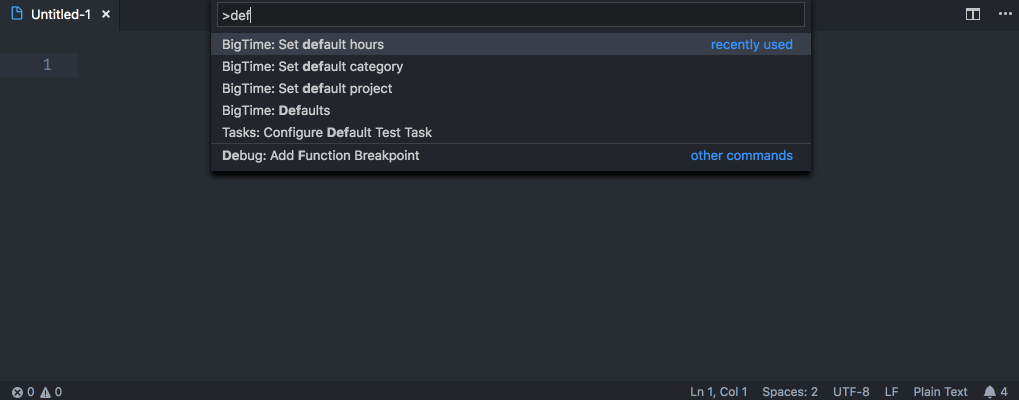 Untitled-1 ×
>def
BigTime: Set default hours recently used
BigTime: Set default category
BigTime: Set default project
BigTime: Defaults
Tasks: Configure Default Test Task
Debug: Add Function Breakpoint other commands
1
0 0 Ln 1, Col 1 Spaces: 2 UTF-8 LF Plain Text 4